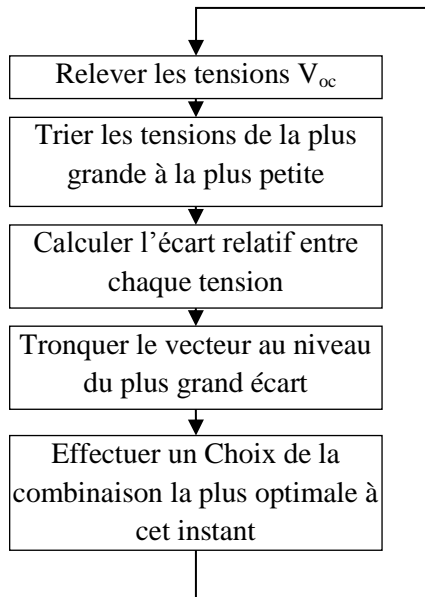 Relever les tensions Voc
Trier les tensions de la plus
grande à la plus petite
Calculer l’écart relatif entre
chaque tension
Tronquer le vecteur au niveau
du plus grand écart
Effectuer un Choix de la
combinaison la plus optimale à
cet instant